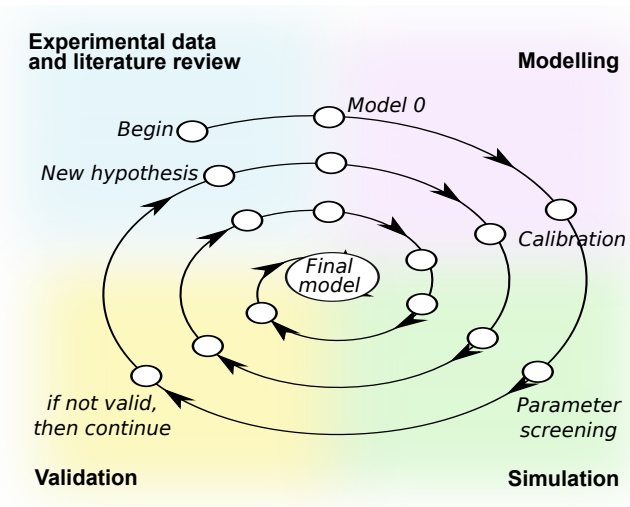 Experimental data
and literature review
Modelling
Model 0
Begin
New hypothesis
Calibration
Final
model
if not valid,
then continue
Parameter
screening
Validation
Simulation